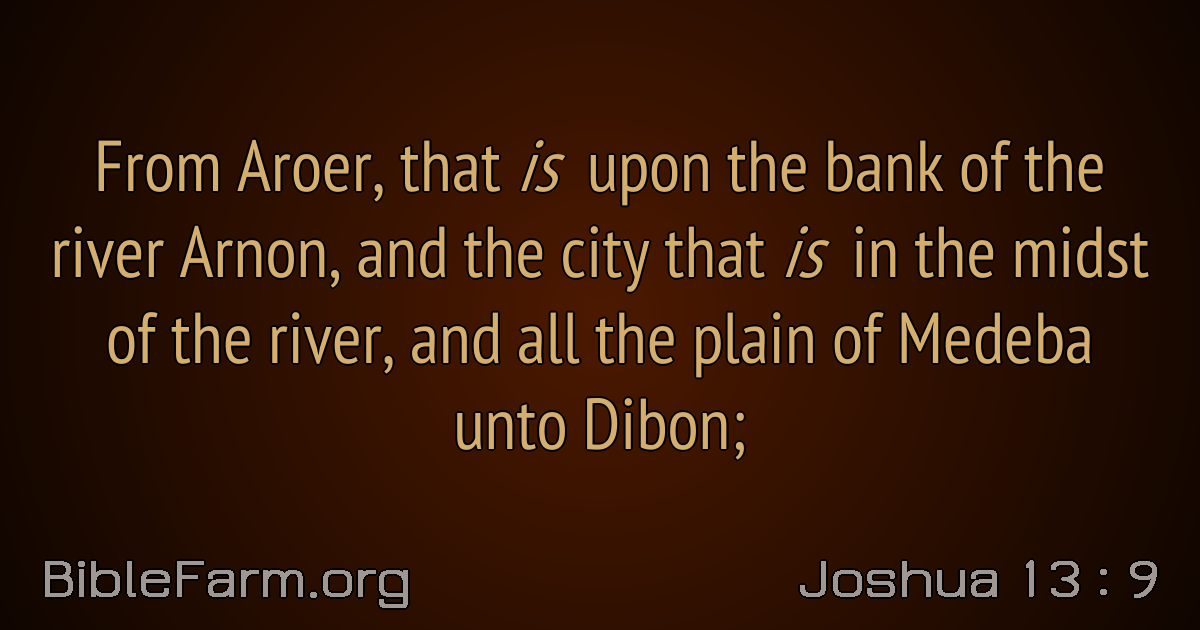 From Aroer, that is upon the bank of the
river Arnon, and the city that is in the midst
of the river, and all the plain of Medeba
unto Dibon;
BibleFarm.org
Joshua 13 : 9